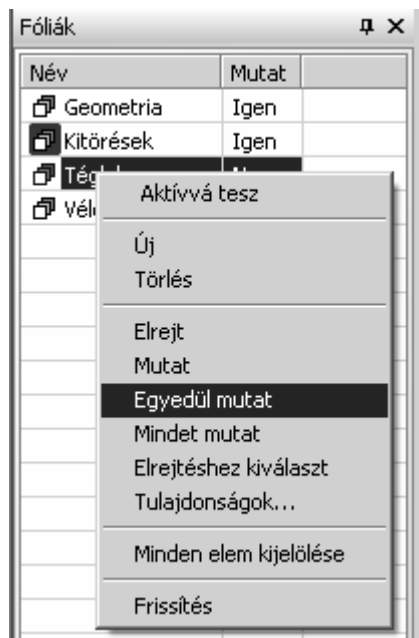 Fóliák
Név Mutat
Geometria Igen
Kitörések Igen
Aktívvá tesz
Új
Törlés
Elrejt
Mutat
Egyedül mutat
Mindet mutat
Elrejtéshez kiválaszt
Tulajdonságok...
Minden elem kijelölése
Frissítés